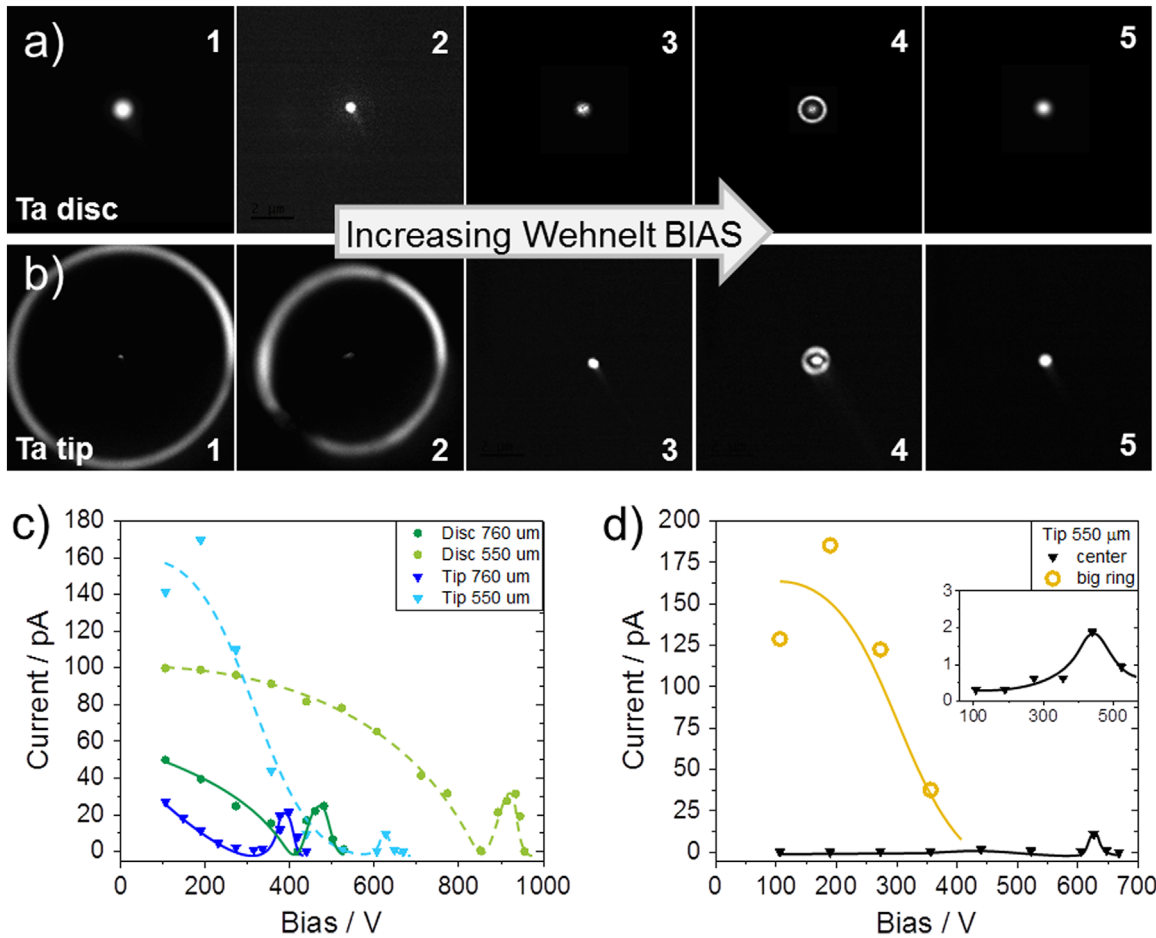 a) 1 2 3 4 5
Ta disc
2 µm
Increasing Wehnelt BIAS
b)
Ta tip 1 2 3 4 5
c)
180
160
140
120
100
80
60
40
20
0
Current / pA
Disc 760 um
Disc 550 um
Tip 760 um
Tip 550 um
0 200 400 600 800 1000
Bias / V
d)
200
175
150
125
100
75
50
25
0
Current / pA
Tip 550 µm
center
big ring
3
2
1
0
100 300 500
0 100 200 300 400 500 600 700
Bias / V